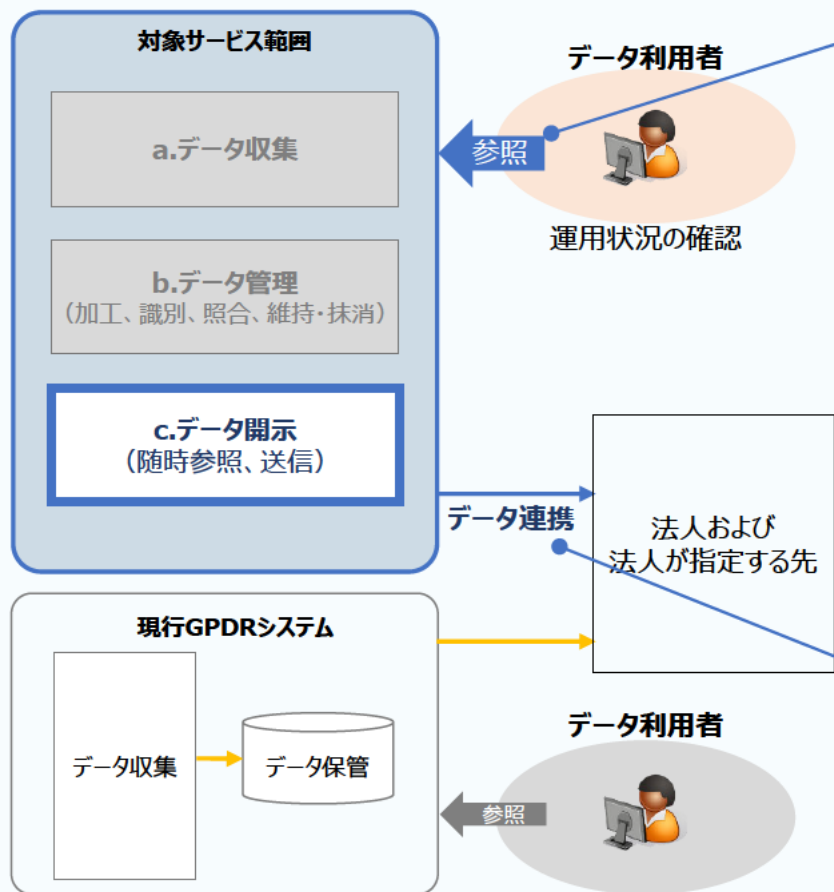 対象サービス範囲
a.データ収集
b.データ管理
（加工、識別、照合、維持・抹消）
c.データ開示
（随時参照、送信）
データ利用者
参照
運用状況の確認
データ連携
法人および
法人が指定する先
現行GPDRシステム
データ収集
データ保管
データ利用者
参照